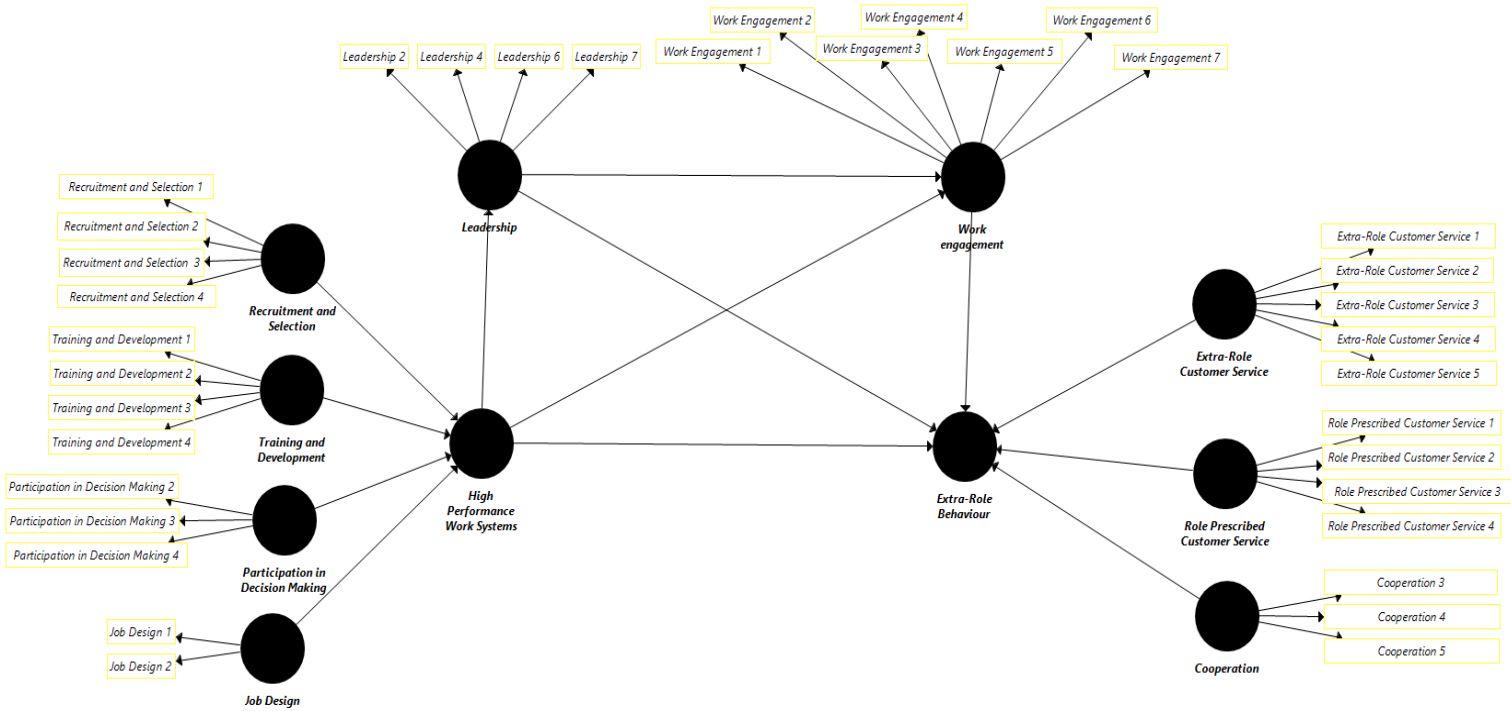 Work Engagement 2
Work Engagement 4
Work Engagement 6
Leadership 2
Leadership 4
Leadership 6
Leadership 7
Work Engagement 1
Work Engagement 3
Work Engagement 5
Work Engagement 7
Leadership
Work
engagement
Recruitment and Selection 1
Recruitment and Selection 2
Recruitment and Selection 3
Recruitment and Selection 4
Recruitment and
Selection
Training and Development 1
Training and Development 2
Training and Development 3
Training and Development 4
Training and
Development
Participation in Decision Making 2
Participation in Decision Making 3
Participation in Decision Making 4
Participation in
Decision Making
Job Design 1
Job Design 2
Job Design
High
Performance
Work Systems
Extra-Role
Behaviour
Extra-Role Customer Service 1
Extra-Role Customer Service 2
Extra-Role Customer Service 3
Extra-Role Customer Service 4
Extra-Role Customer Service 5
Extra-Role
Customer Service
Role Prescribed Customer Service 1
Role Prescribed Customer Service 2
Role Prescribed Customer Service 3
Role Prescribed Customer Service 4
Role Prescribed
Customer Service
Cooperation 3
Cooperation 4
Cooperation 5
Cooperation